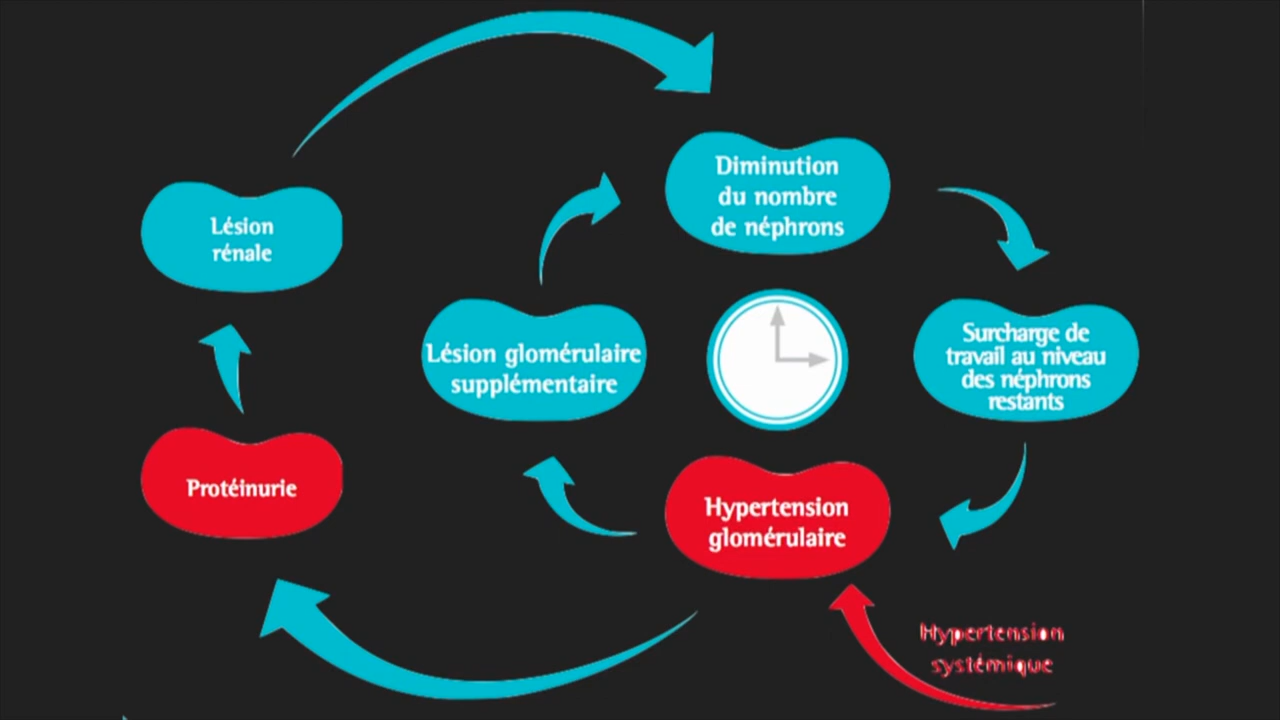 Diminution
du nombre
de néphrons
Lésion
rénale
Lésion glomérulaire
supplémentaire
Surcharge de
travail au niveau
des néphrons
restants
Protéinurie
Hypertension
glomérulaire
Hypertension
systémique